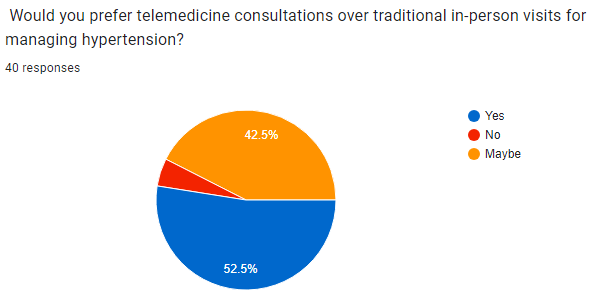 Would you prefer telemedicine consultations over traditional in-person visits for
managing hypertension?
40 responses
Yes
No
Maybe
42.5%
52.5%